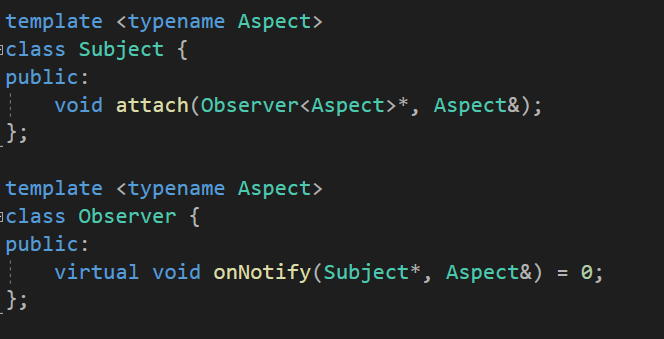 template <typename Aspect>
class Subject {
public:
    void attach(Observer<Aspect>*, Aspect&);
};

template <typename Aspect>
class Observer {
public:
    virtual void onNotify(Subject*, Aspect&) = 0;
};